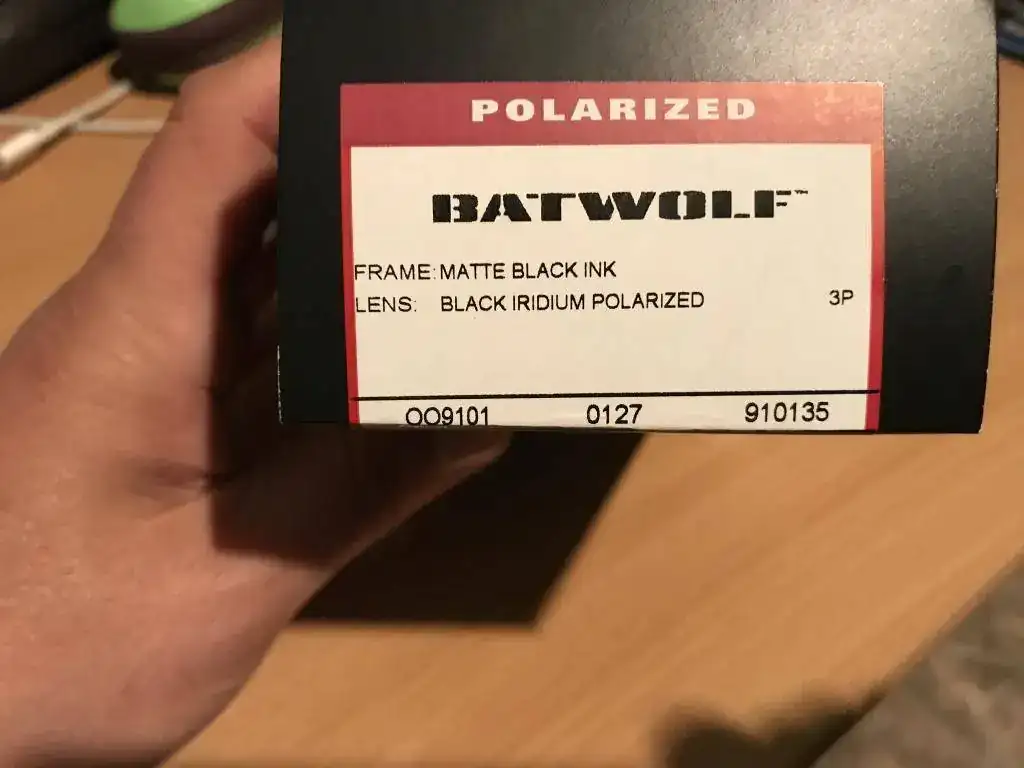 POLARIZED
BATWOLF™
FRAME: MATTE BLACK INK
LENS: BLACK IRIDIUM POLARIZED 3P
OO9101 0127 910135